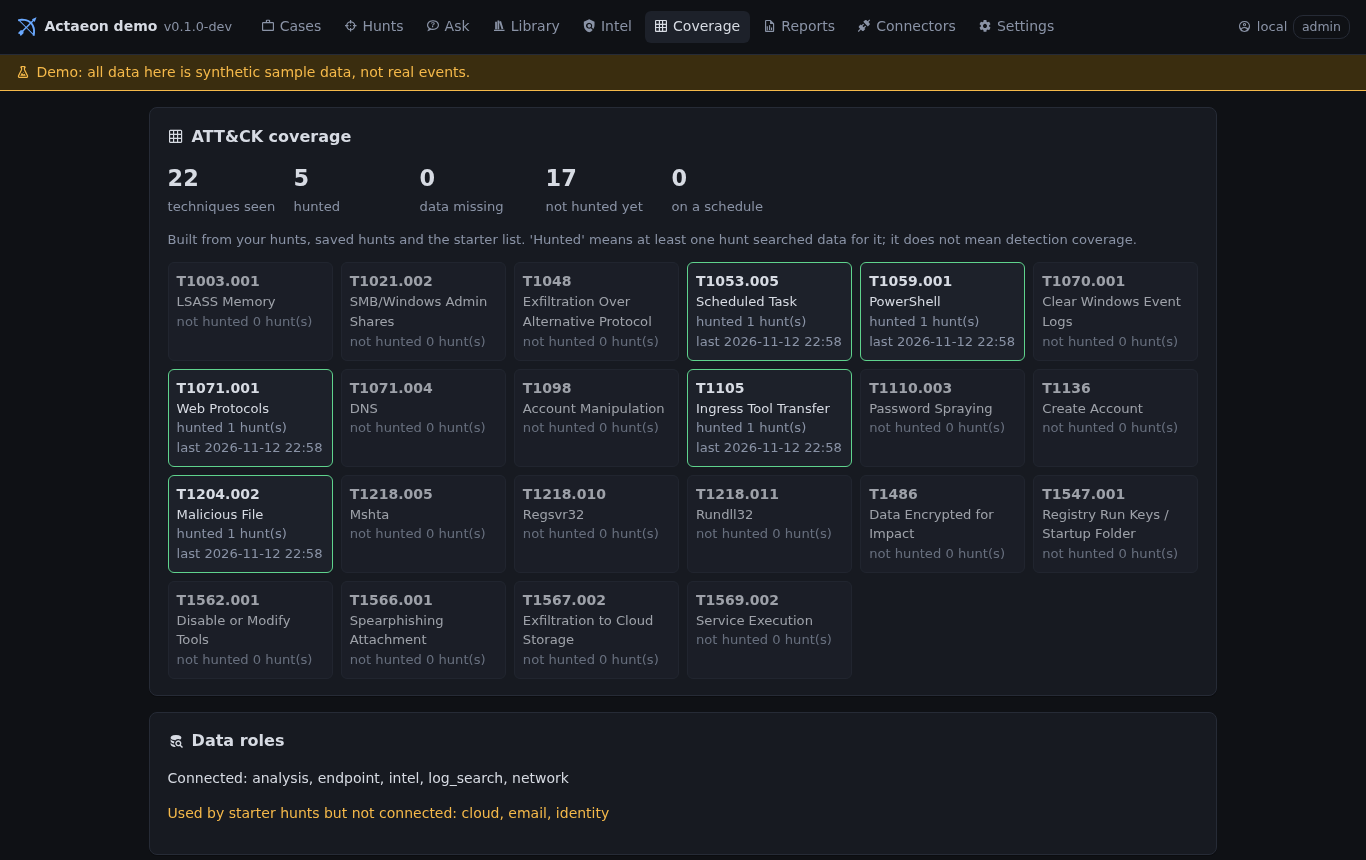 Actaeon demo v0.1.0-dev Cases Hunts Ask Library Intel Coverage Reports Connectors Settings local admin
Demo: all data here is synthetic sample data, not real events.
ATT&CK coverage
22 5 0 17 0
techniques seen hunted data missing not hunted yet on a schedule
Built from your hunts, saved hunts and the starter list. 'Hunted' means at least one hunt searched data for it; it does not mean detection coverage.
T1003.001
LSASS Memory
not hunted 0 hunt(s)
T1021.002
SMB/Windows Admin
Shares
not hunted 0 hunt(s)
T1048
Exfiltration Over
Alternative Protocol
not hunted 0 hunt(s)
T1053.005
Scheduled Task
hunted 1 hunt(s)
last 2026-11-12 22:58
T1059.001
PowerShell
hunted 1 hunt(s)
last 2026-11-12 22:58
T1070.001
Clear Windows Event
Logs
not hunted 0 hunt(s)
T1071.001
Web Protocols
hunted 1 hunt(s)
last 2026-11-12 22:58
T1071.004
DNS
not hunted 0 hunt(s)
T1098
Account Manipulation
not hunted 0 hunt(s)
T1105
Ingress Tool Transfer
hunted 1 hunt(s)
last 2026-11-12 22:58
T1110.003
Password Spraying
not hunted 0 hunt(s)
T1136
Create Account
not hunted 0 hunt(s)
T1204.002
Malicious File
hunted 1 hunt(s)
last 2026-11-12 22:58
T1218.005
Mshta
not hunted 0 hunt(s)
T1218.010
Regsvr32
not hunted 0 hunt(s)
T1218.011
Rundll32
not hunted 0 hunt(s)
T1486
Data Encrypted for
Impact
not hunted 0 hunt(s)
T1547.001
Registry Run Keys /
Startup Folder
not hunted 0 hunt(s)
T1562.001
Disable or Modify
Tools
not hunted 0 hunt(s)
T1566.001
Spearphishing
Attachment
not hunted 0 hunt(s)
T1567.002
Exfiltration to Cloud
Storage
not hunted 0 hunt(s)
T1569.002
Service Execution
not hunted 0 hunt(s)
Data roles
Connected: analysis, endpoint, intel, log_search, network
Used by starter hunts but not connected: cloud, email, identity